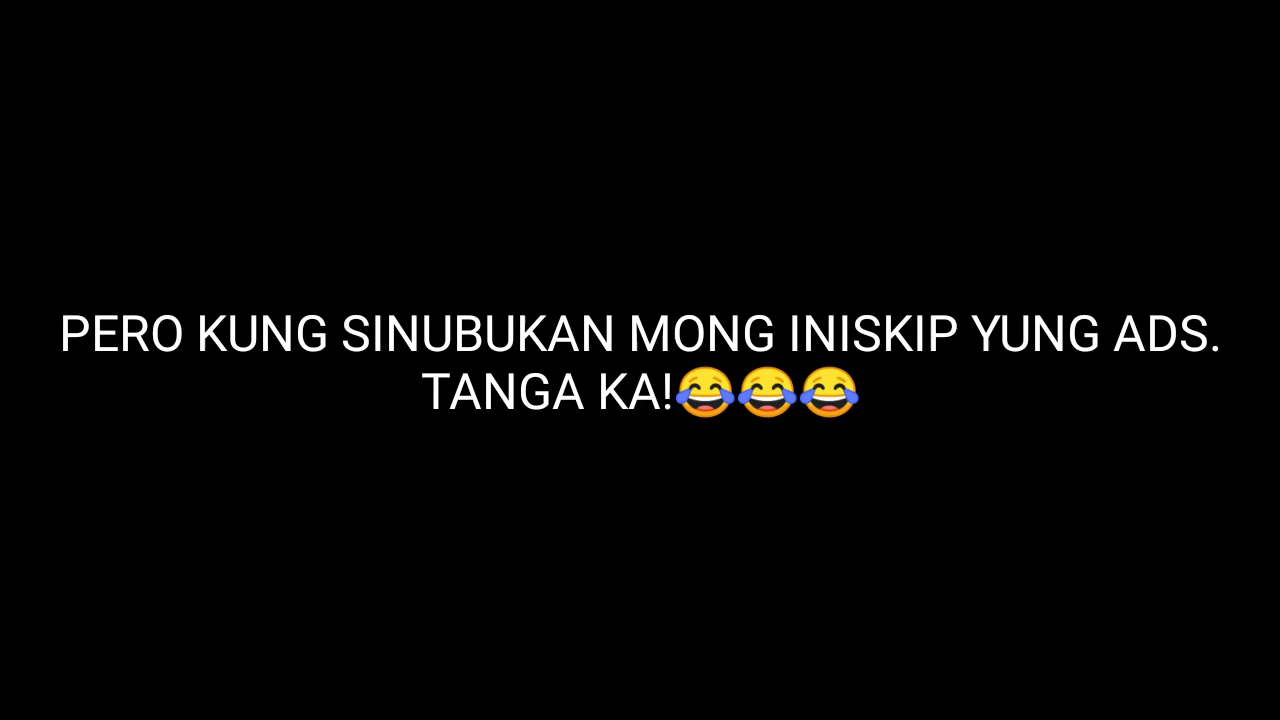 PERO KUNG SINUBUKAN MONG INISKIP YUNG ADS.
TANGA KA!😂😂😂